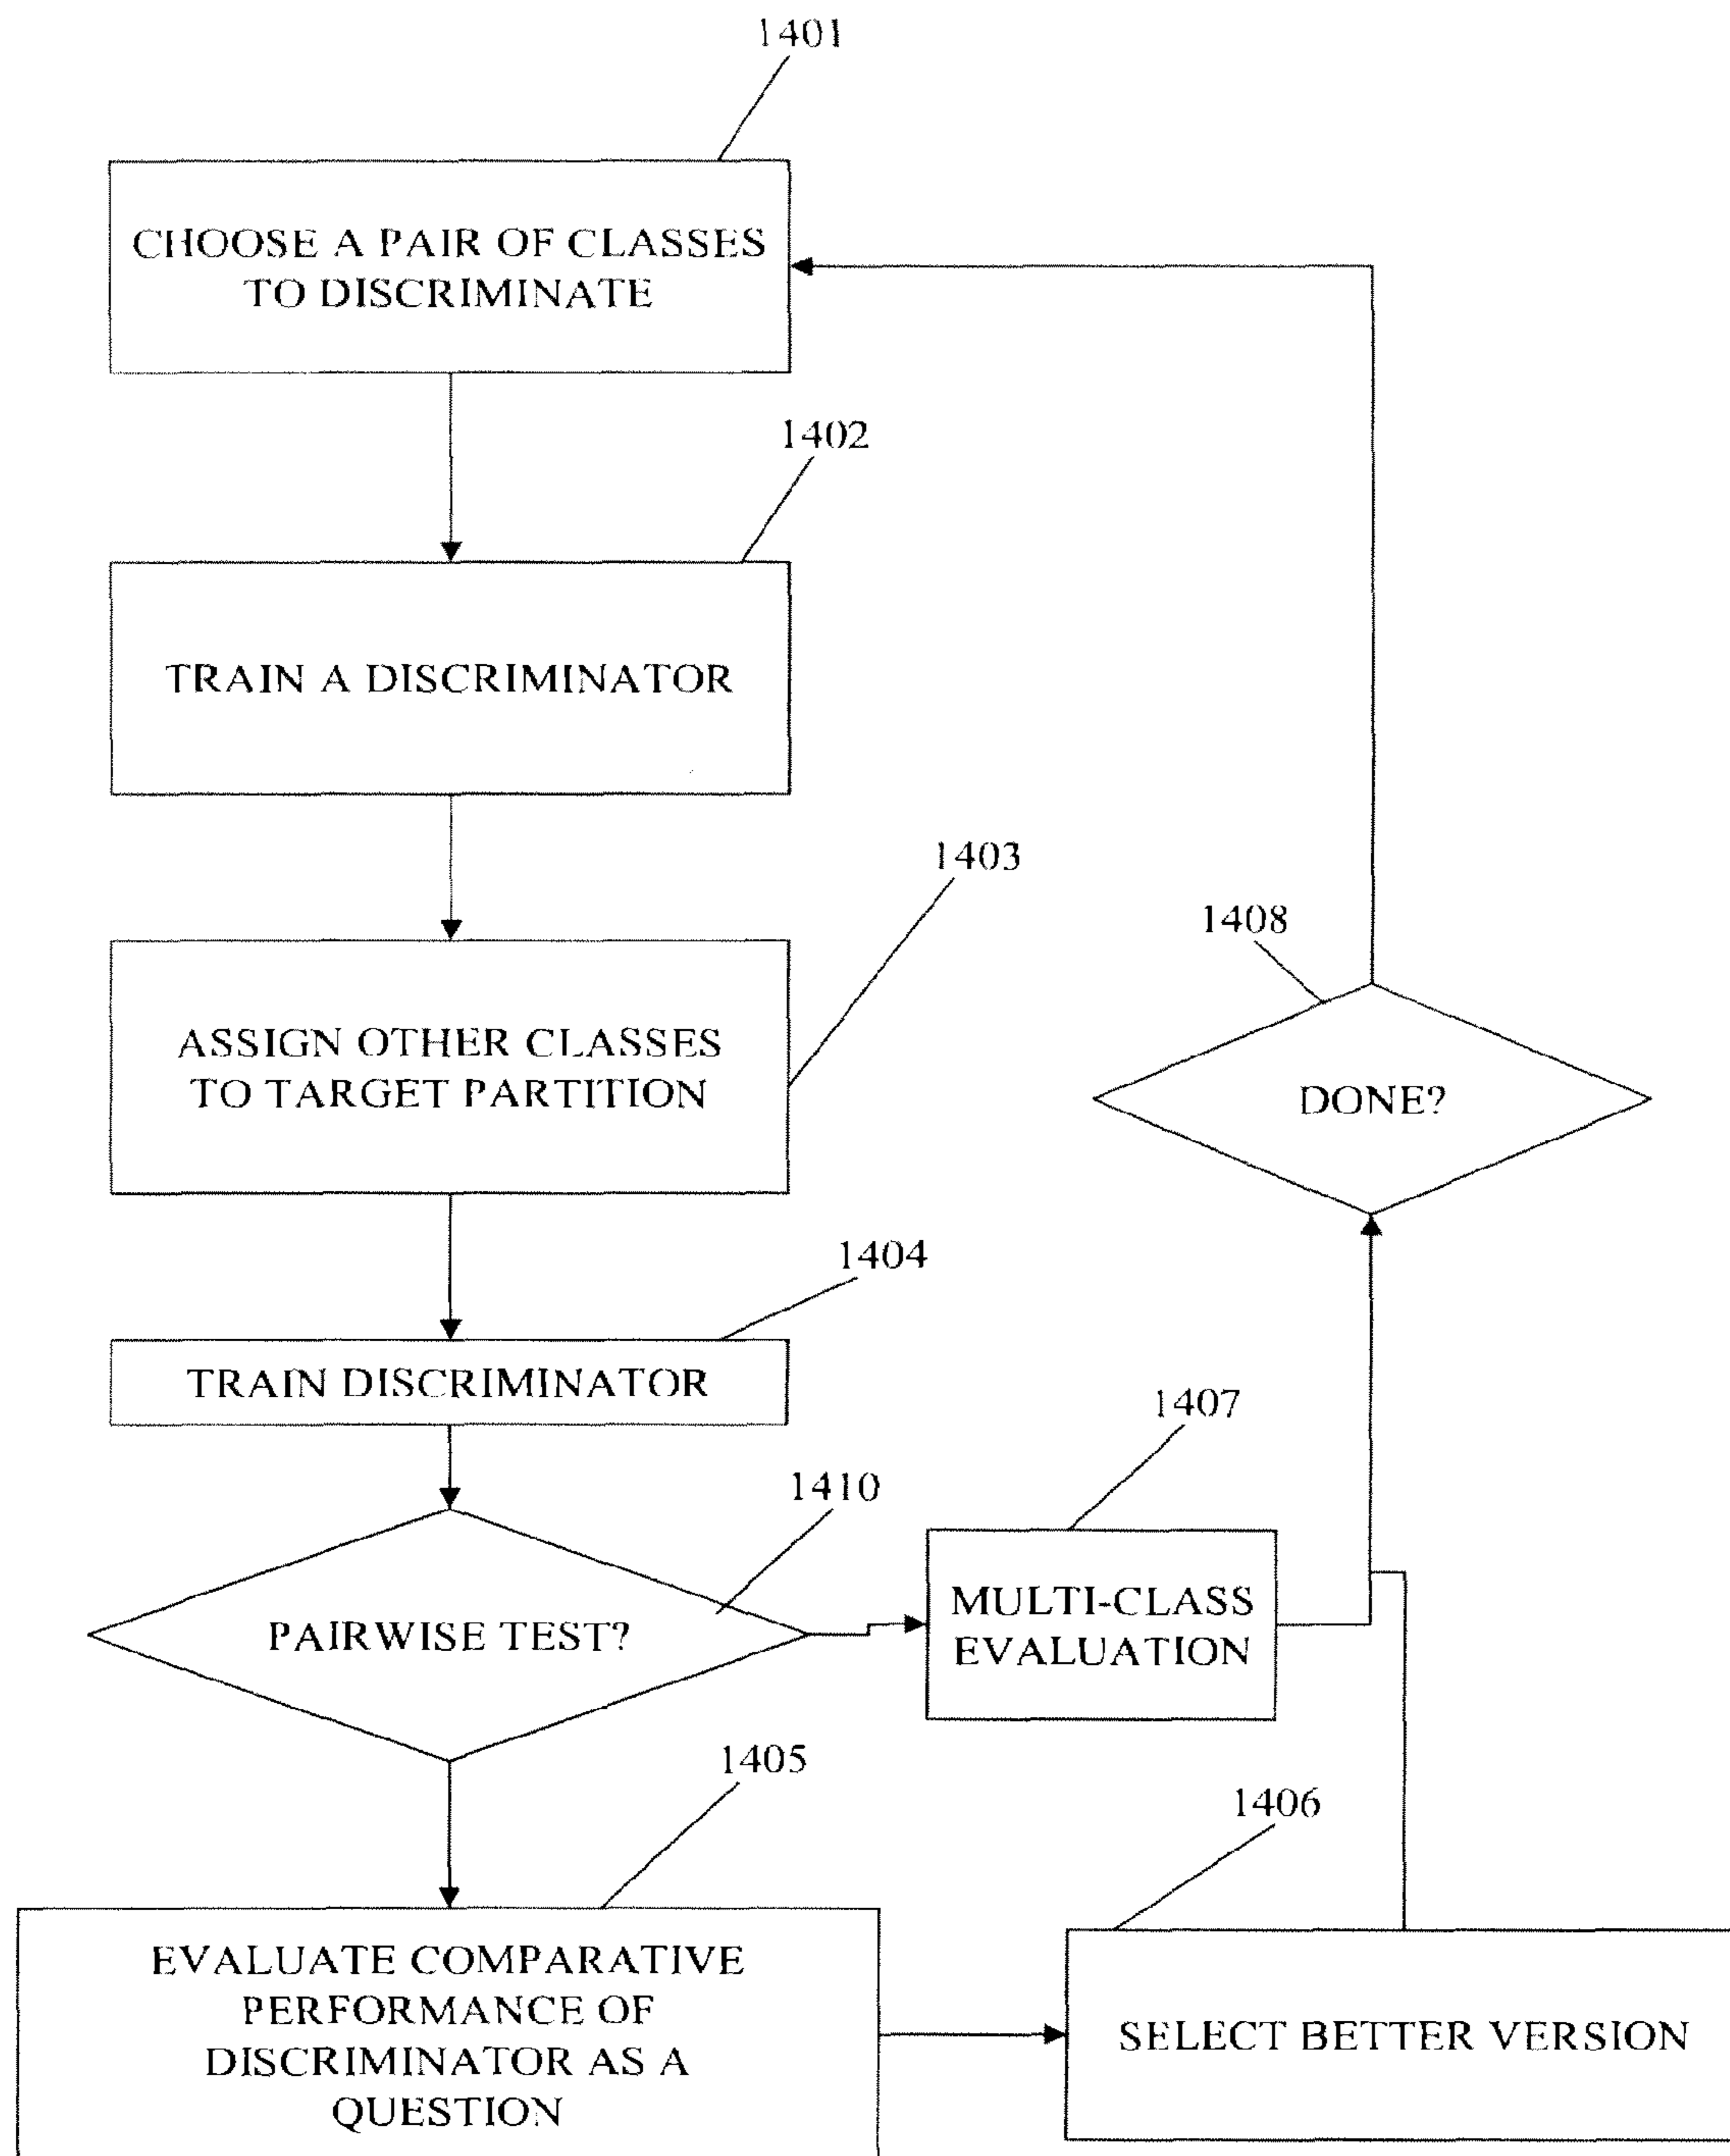 1401
CHOOSE A PAIR OF CLASSES
TO DISCRIMINATE
1402
TRAIN A DISCRIMINATOR
1403
ASSIGN OTHER CLASSES
TO TARGET PARTITION
1408
DONE?
1404
TRAIN DISCRIMINATOR
1407
MULTI-CLASS
EVALUATION
1410
PAIRWISE TEST?
1405
EVALUATE COMPARATIVE
PERFORMANCE OF
DISCRIMINATOR AS A
QUESTION
1406
SELECT BETTER VERSION